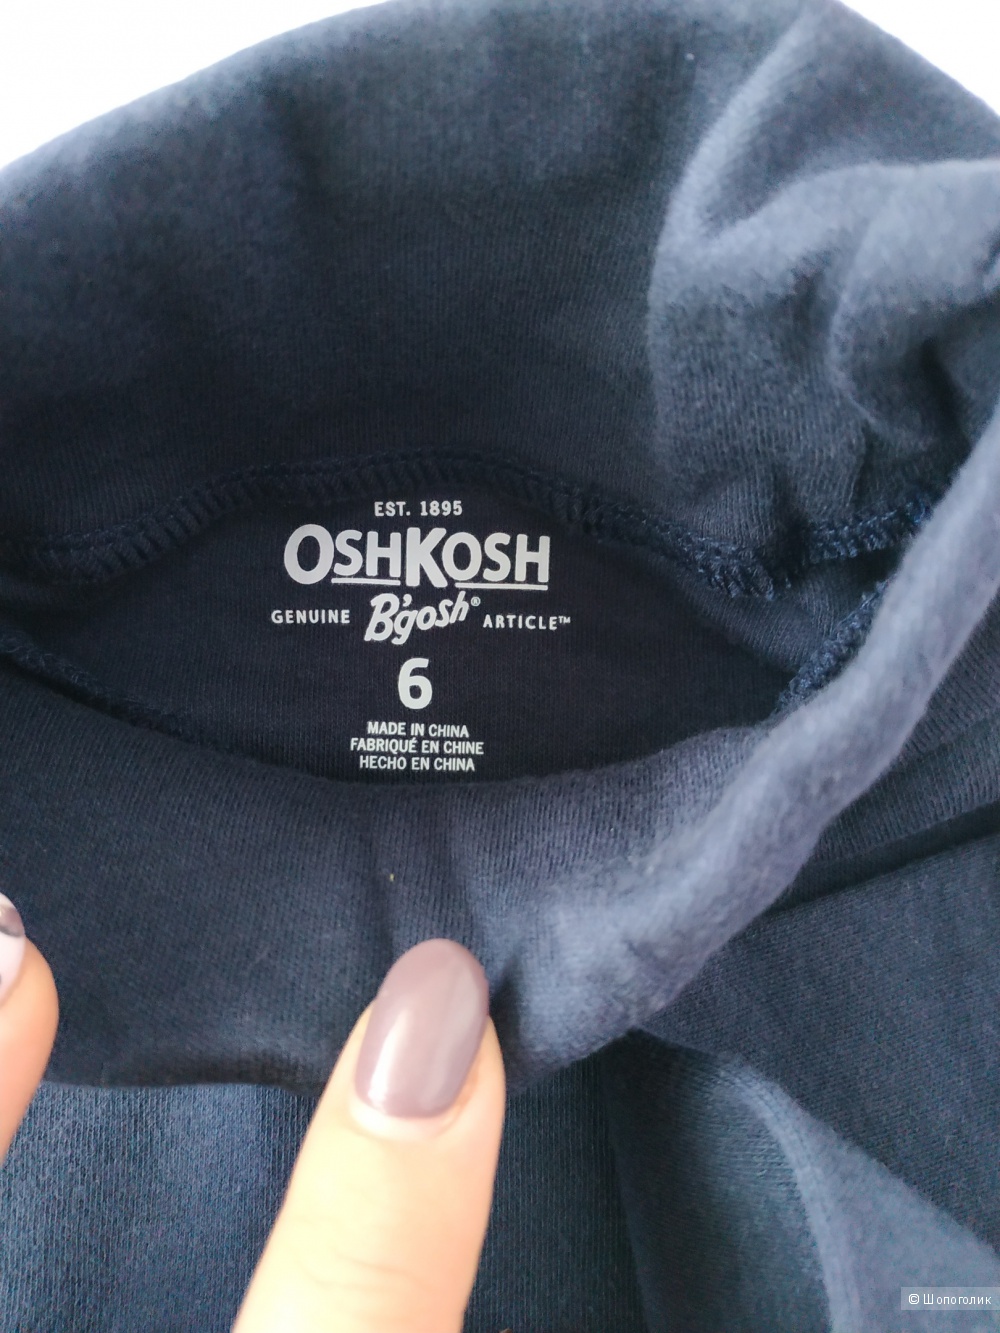 EST. 1895
OSHKOSH
GENUINE B'gosh® ARTICLE™
6
MADE IN CHINA
FABRIQUÉ EN CHINE
HECHO EN CHINA
© Шопоголик